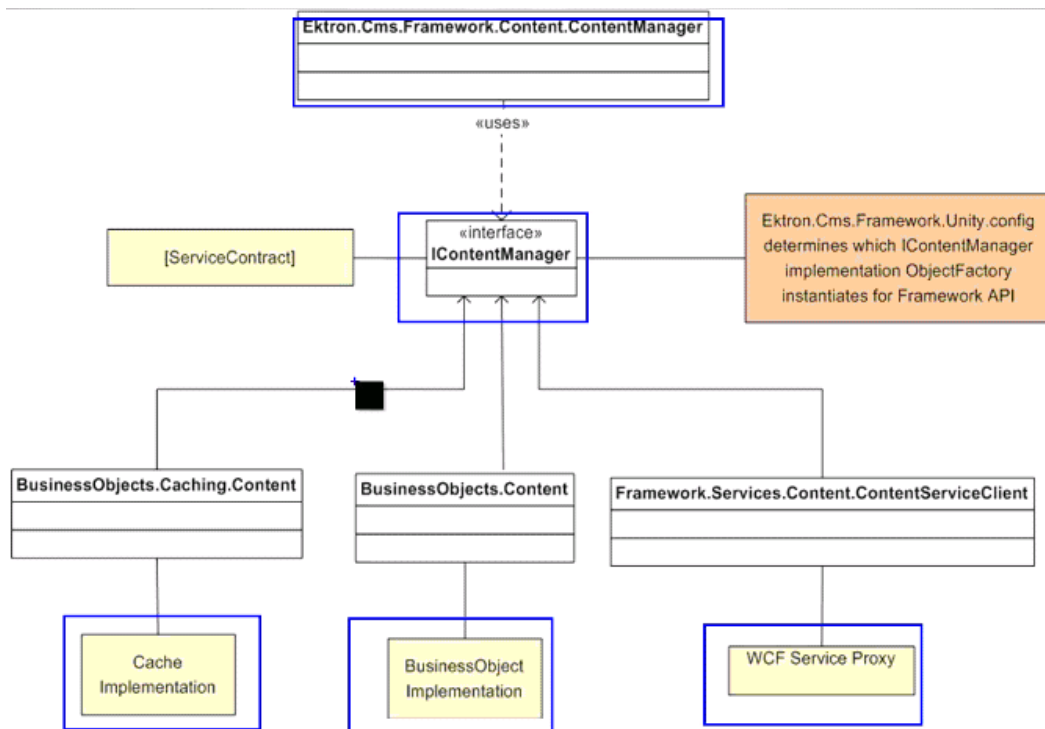 Ektron.Cms.Framework.Content.ContentManager
«uses»
«interface»
IContentManager
[ServiceContract]
Ektron.Cms.Framework.Unity.config
determines which IContentManager
implementation ObjectFactory
instantiates for Framework API
BusinessObjects.Caching.Content
BusinessObjects.Content
Framework.Services.Content.ContentServiceClient
Cache
Implementation
BusinessObject
Implementation
WCF Service Proxy